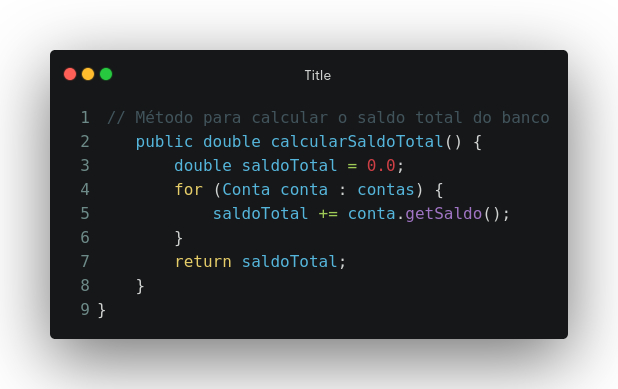 Title
1 // Método para calcular o saldo total do banco
2 public double calcularSaldoTotal() {
3 double saldoTotal = 0.0;
4 for (Conta conta : contas) {
5 saldoTotal += conta.getSaldo();
6 }
7 return saldoTotal;
8 }
9 }